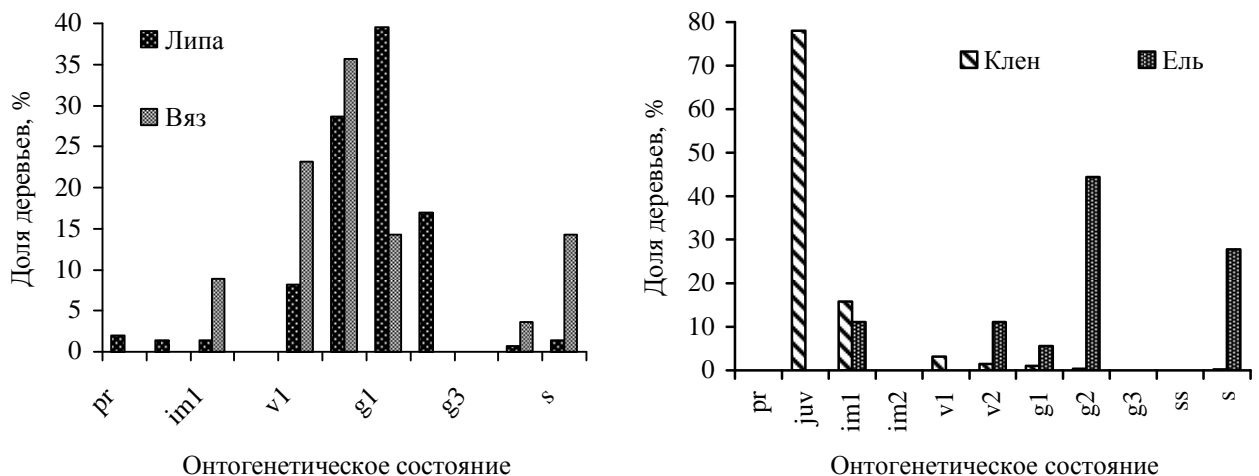 Доля деревьев, %
40
35
30
25
20
15
10
5
0
Липа
Вяз
pr
im1
v1
g1
g3
s
Онтогенетическое состояние
Доля деревьев, %
80
70
60
50
40
30
20
10
0
Клен
Ель
pr
juv
im1
im2
v1
v2
g1
g2
g3
ss
s
Онтогенетическое состояние